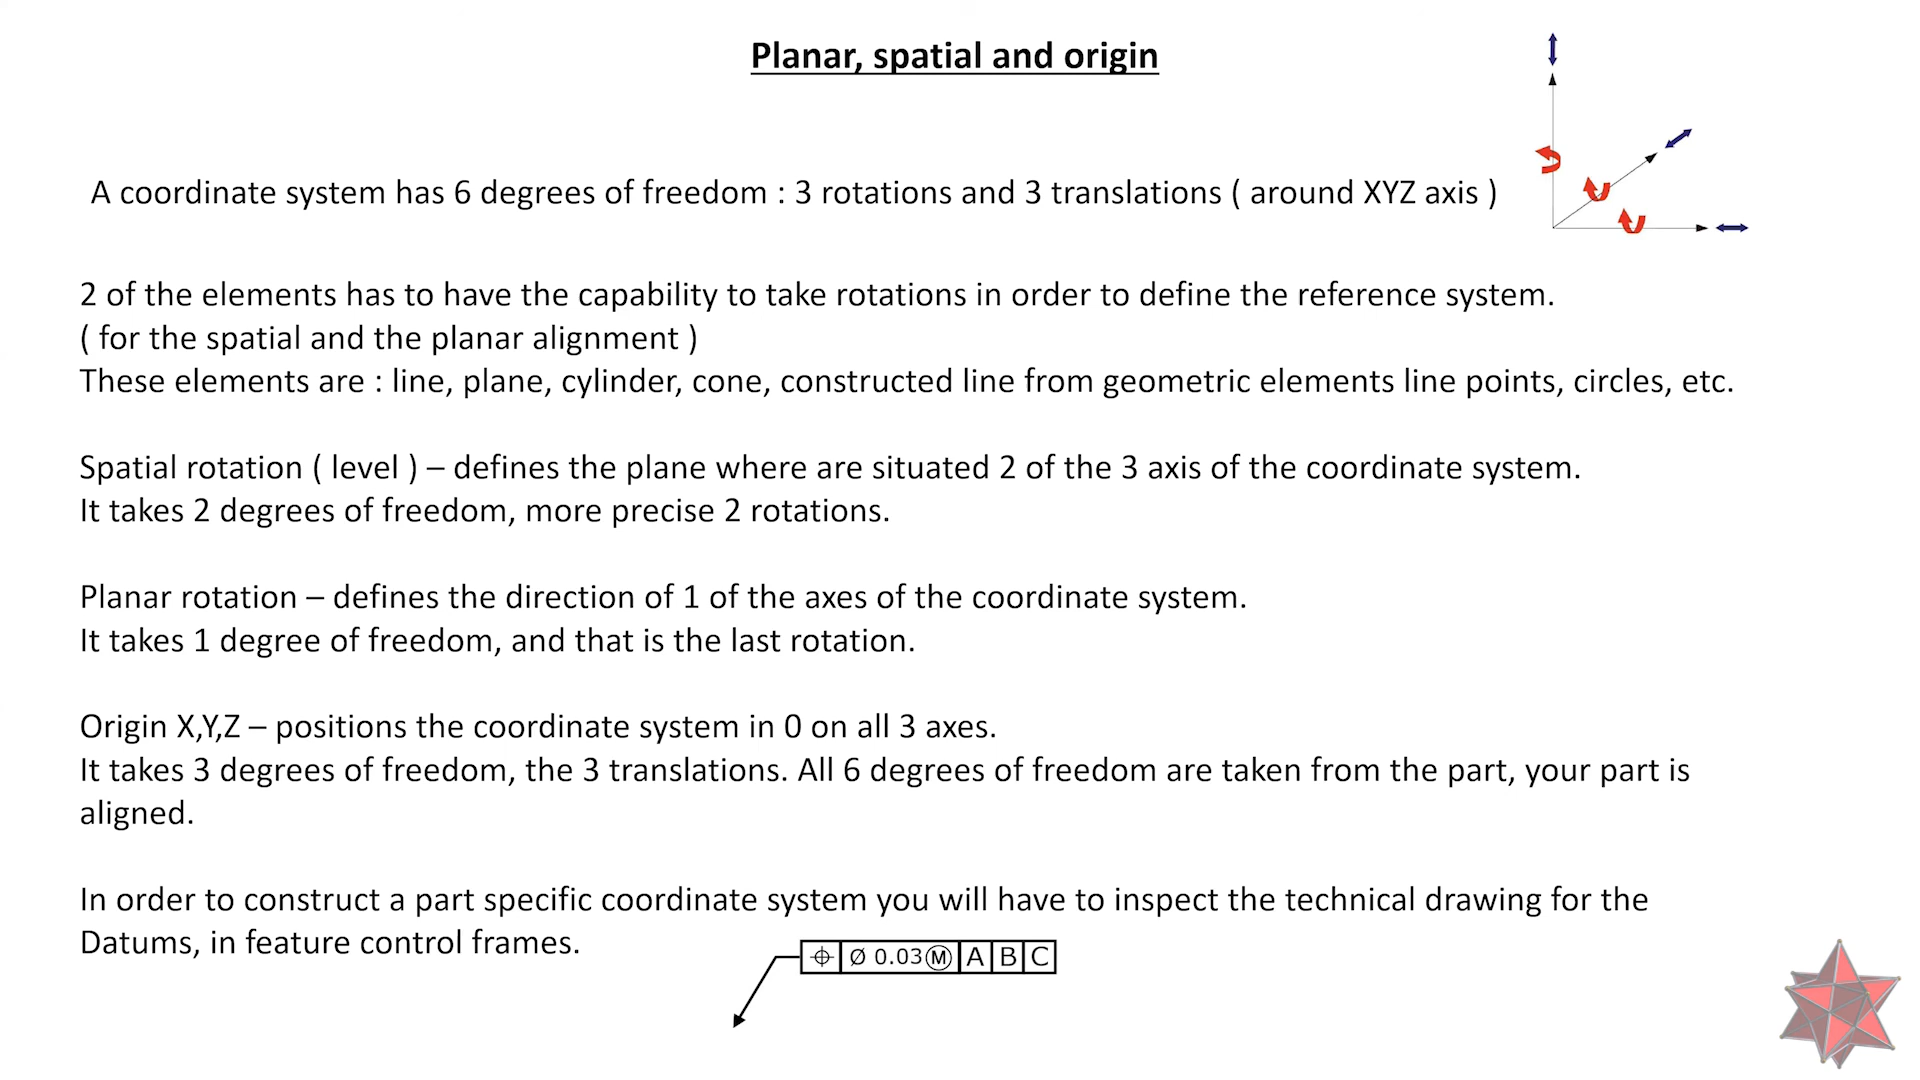 Planar, spatial and origin
A coordinate system has 6 degrees of freedom : 3 rotations and 3 translations ( around XYZ axis )
2 of the elements has to have the capability to take rotations in order to define the reference system.
( for the spatial and the planar alignment )
These elements are : line, plane, cylinder, cone, constructed line from geometric elements line points, circles, etc.
Spatial rotation ( level ) – defines the plane where are situated 2 of the 3 axis of the coordinate system.
It takes 2 degrees of freedom, more precise 2 rotations.
Planar rotation – defines the direction of 1 of the axes of the coordinate system.
It takes 1 degree of freedom, and that is the last rotation.
Origin X,Y,Z – positions the coordinate system in 0 on all 3 axes.
It takes 3 degrees of freedom, the 3 translations. All 6 degrees of freedom are taken from the part, your part is
aligned.
In order to construct a part specific coordinate system you will have to inspect the technical drawing for the
Datums, in feature control frames.
⌖ Ø 0.03 Ⓜ A B C